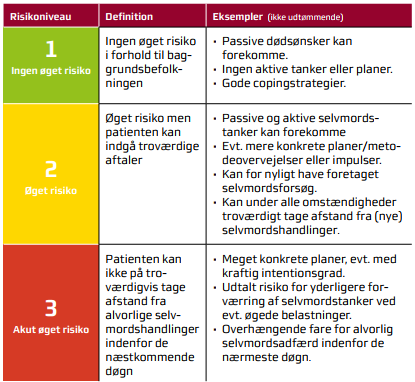 Risikoniveau
Definition
Eksempler (ikke udtømmende)
1
Ingen øget risiko
Ingen øget risiko
i forhold til bag-
grundsbefolk-
ningen
• Passive dødsønsker kan
forekomme.
• Ingen aktive tanker eller planer.
• Gode copingstrategier.
2
Øget risiko
Øget risiko men
patienten kan
indgå troværdige
aftaler
• Passive og aktive selvmords-
tanker kan forekomme
• Evt. mere konkrete planer/meto-
deovervejelser eller impulser.
• Kan for nyligt have foretaget
selvmordsforsøg.
• Kan under alle omstændigheder
troværdigt tage afstand fra (nye)
selvmordshandlinger.
3
Akut øget risiko
Patienten kan
ikke på tro-
værdigvis tage
afstand fra
alvorlige selv-
mordshandlinger
indenfor de
næstkommende
døgn
• Meget konkrete planer, evt. med
kraftig intentionsgrad.
• Udtalt risiko for yderligere for-
værring af selvmordstanker ved
evt. øgede belastninger.
• Overhængende fare for alvorlig
selvmordsadfærd indenfor de
nærmeste døgn.